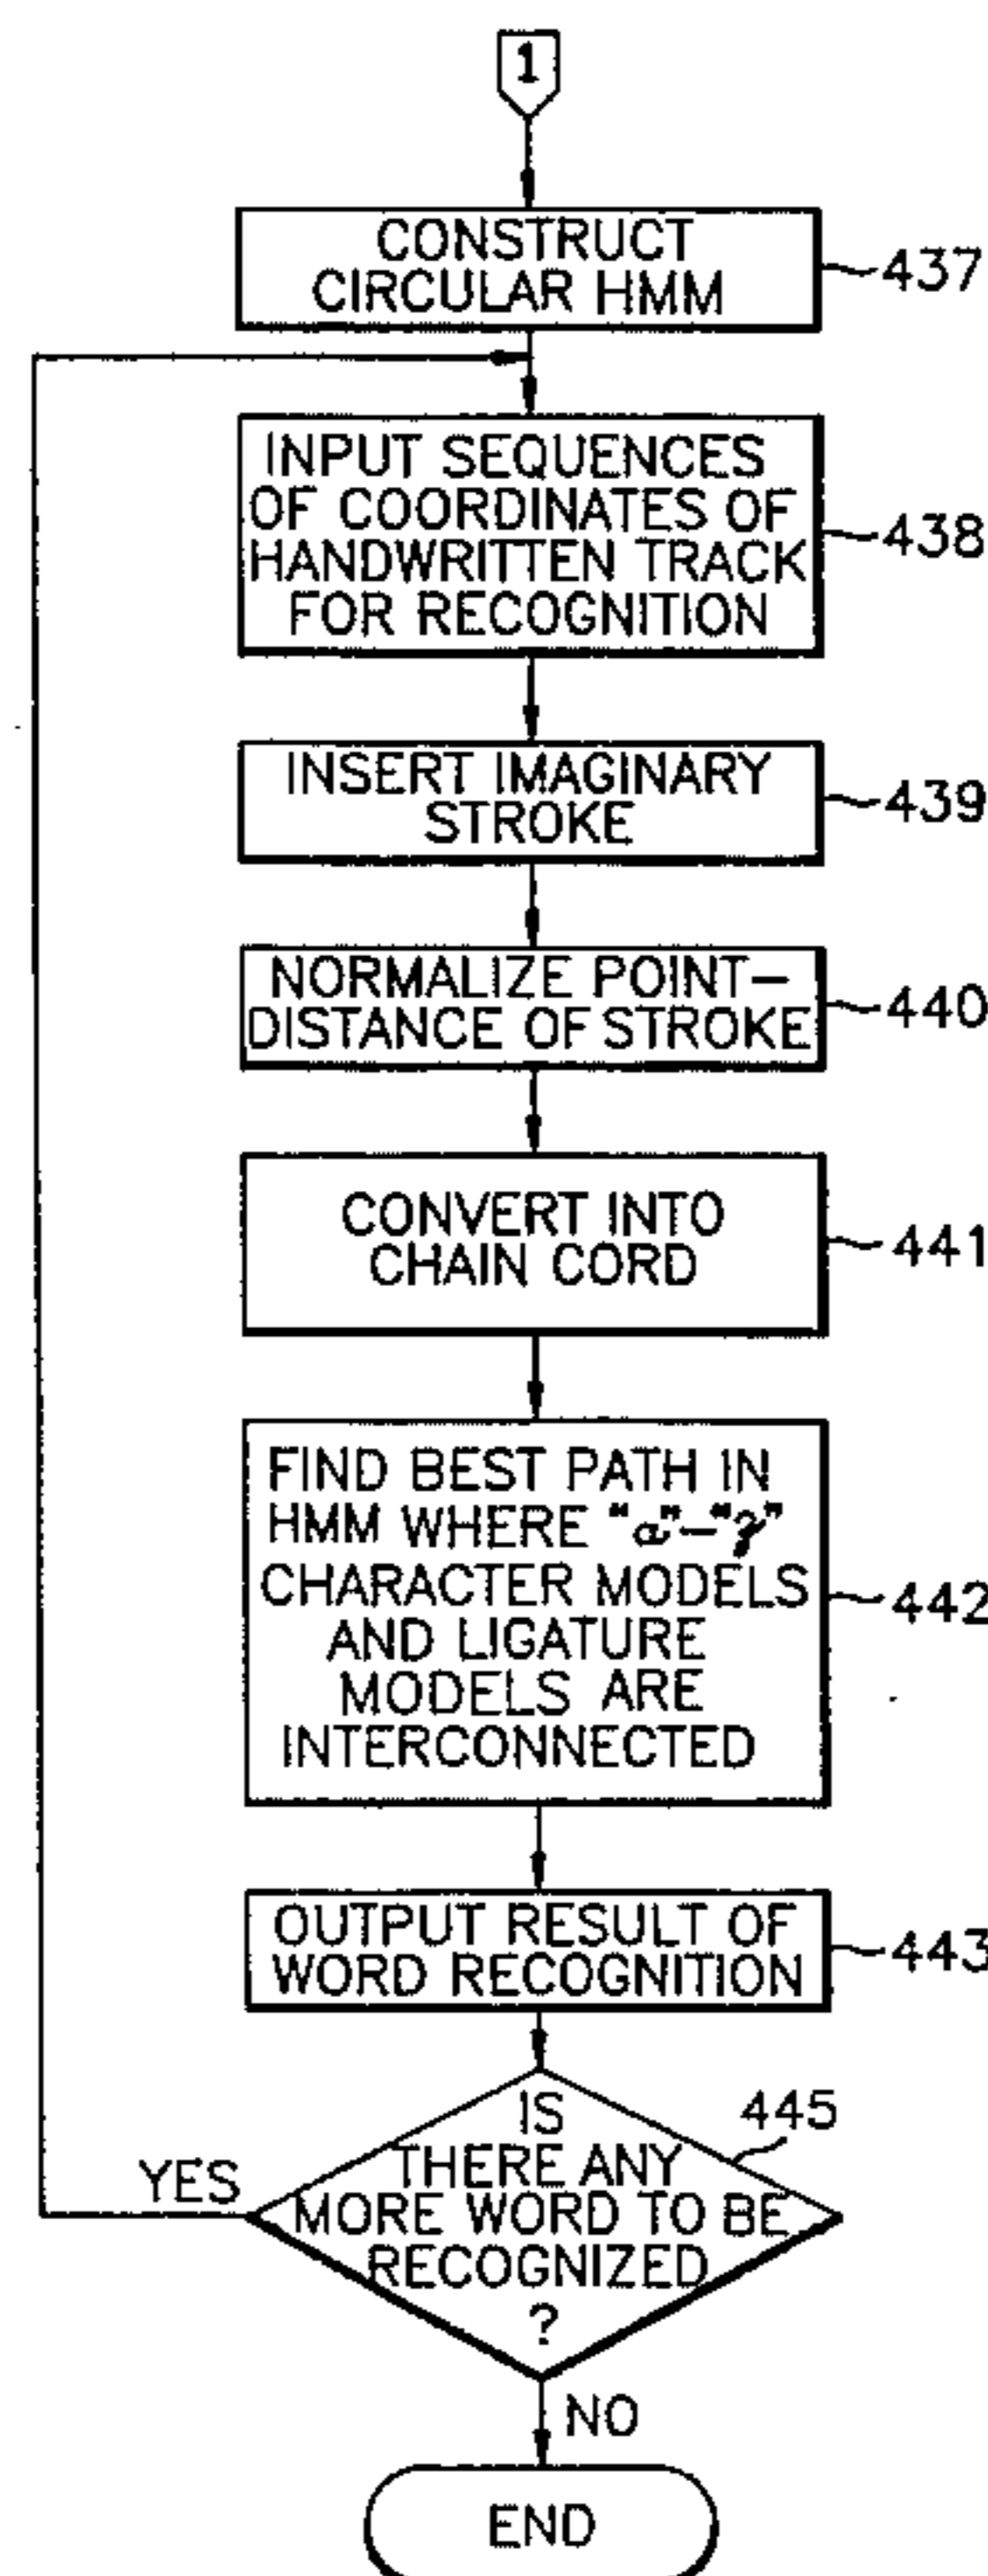 1
CONSTRUCT
CIRCULAR HMM
437
INPUT SEQUENCES
OF COORDINATES OF
HANDWRITTEN TRACK
FOR RECOGNITION
438
INSERT IMAGINARY
STROKE
439
NORMALIZE POINT-
DISTANCE OF STROKE
440
CONVERT INTO
CHAIN CORD
441
FIND BEST PATH IN
HMM WHERE "a"-"?"
CHARACTER MODELS
AND LIGATURE
MODELS ARE
INTERCONNECTED
442
OUTPUT RESULT OF
WORD RECOGNITION
443
IS
THERE ANY
MORE WORD TO BE
RECOGNIZED
?
445
YES
NO
END